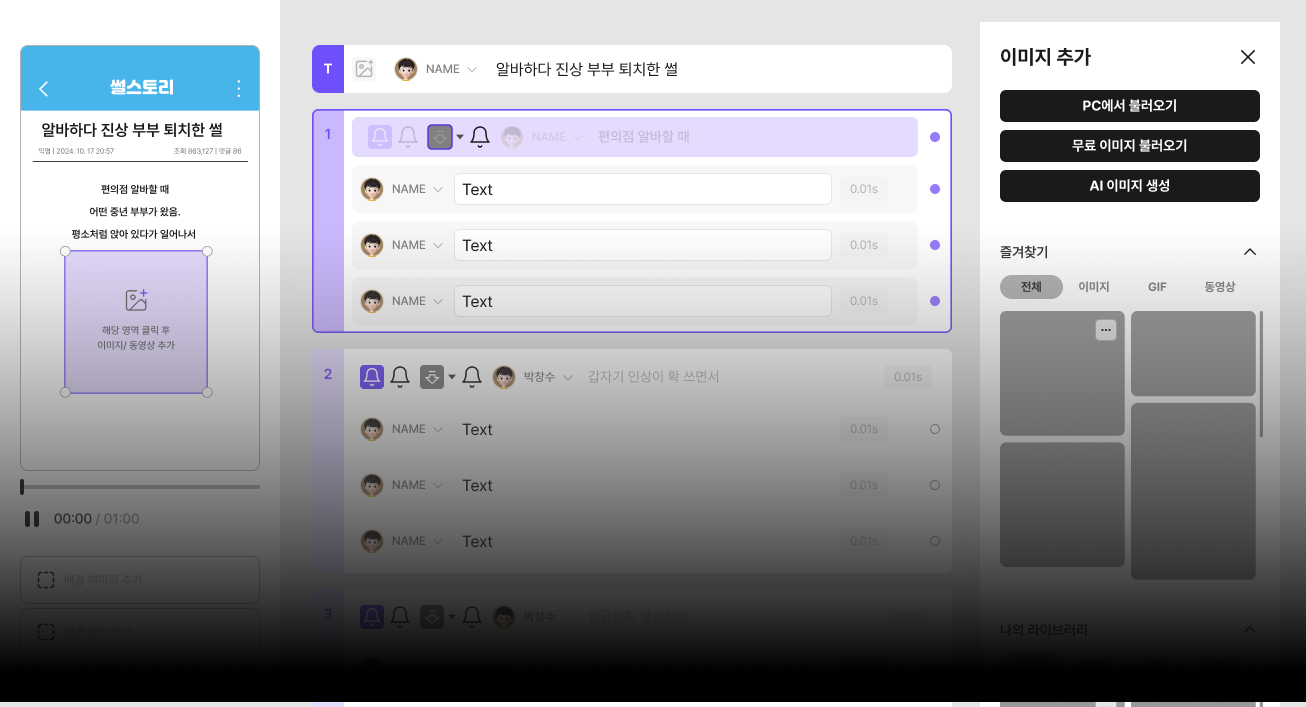 썰스토리
알바하다 진상 부부 퇴치한 썰
익명 | 2024. 10. 17 20:57
조회 863,127 | 댓글 86
편의점 알바할 때
어떤 중년 부부가 왔음.
평소처럼 앉아 있다가 일어나서
해당 영역 클릭 후
이미지/ 동영상 추가
00:00 / 01:00
배경 이미지 추가
T NAME 알바하다 진상 부부 퇴치한 썰
1 NAME 편의점 알바할 때
NAME Text 0.01s
NAME Text 0.01s
NAME Text 0.01s
2 박창수 갑자기 인상이 확 쓰면서 0.01s
NAME Text 0.01s
NAME Text 0.01s
NAME Text 0.01s
3 박창수 0.01s
이미지 추가
PC에서 불러오기
무료 이미지 불러오기
AI 이미지 생성
즐겨찾기
전체 이미지 GIF 동영상
나의 라이브러리